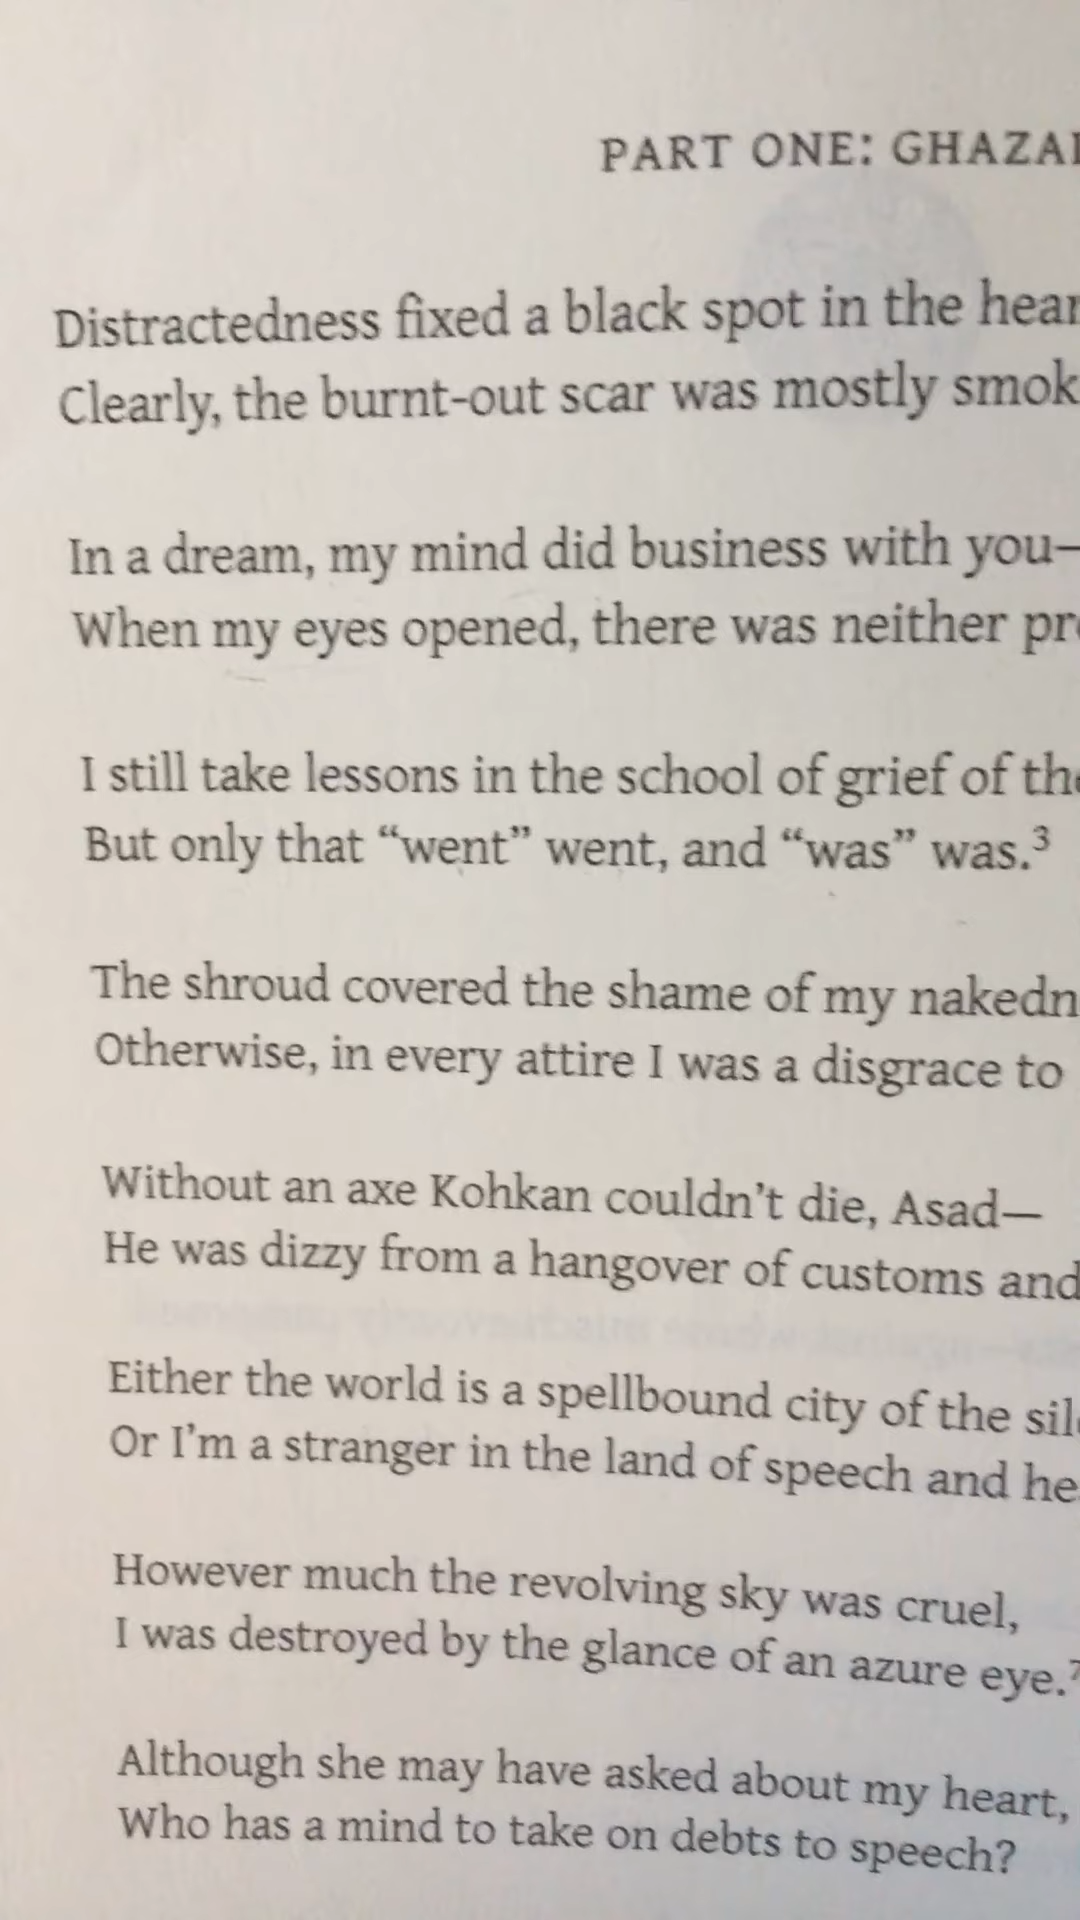 PART ONE: GHAZAL
Distractedness fixed a black spot in the
Clearly, the burnt-out scar was mostly
In a dream, my mind did business with you—
When my eyes opened, there was neither
I still take lessons in the school of grief of
But only that “went” went, and “was” was.³
The shroud covered the shame of my
Otherwise, in every attire I was a disgrace to
Without an axe Kohkan couldn’t die, Asad—
He was dizzy from a hangover of customs and
Either the world is a spellbound city of the
Or I’m a stranger in the land of speech and
However much the revolving sky was cruel,
I was destroyed by the glance of an azure eye.⁷
Although she may have asked about my heart,
Who has a mind to take on debts to speech?